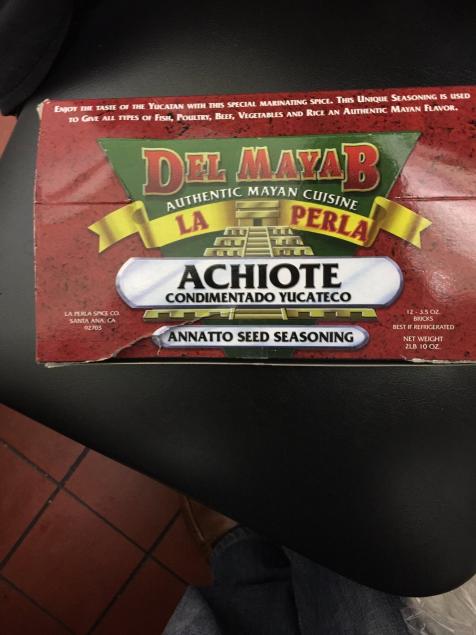 Enjoy the taste of the Yucatan with this special marinating spice. This Unique Seasoning is used
to Give all types of Fish, Poultry, Beef, Vegetables and Rice an Authentic Mayan Flavor.
DEL MAYAB
AUTHENTIC MAYAN CUISINE
LA PERLA
ACHIOTE
CONDIMENTADO YUCATECO
ANNATTO SEED SEASONING
LA PERLA SPICE CO.
SANTA ANA, CA
92703
12 - 3.5 OZ.
BRICKS
BEST IF REFRIGERATED
NET WEIGHT
2LB 10 OZ.